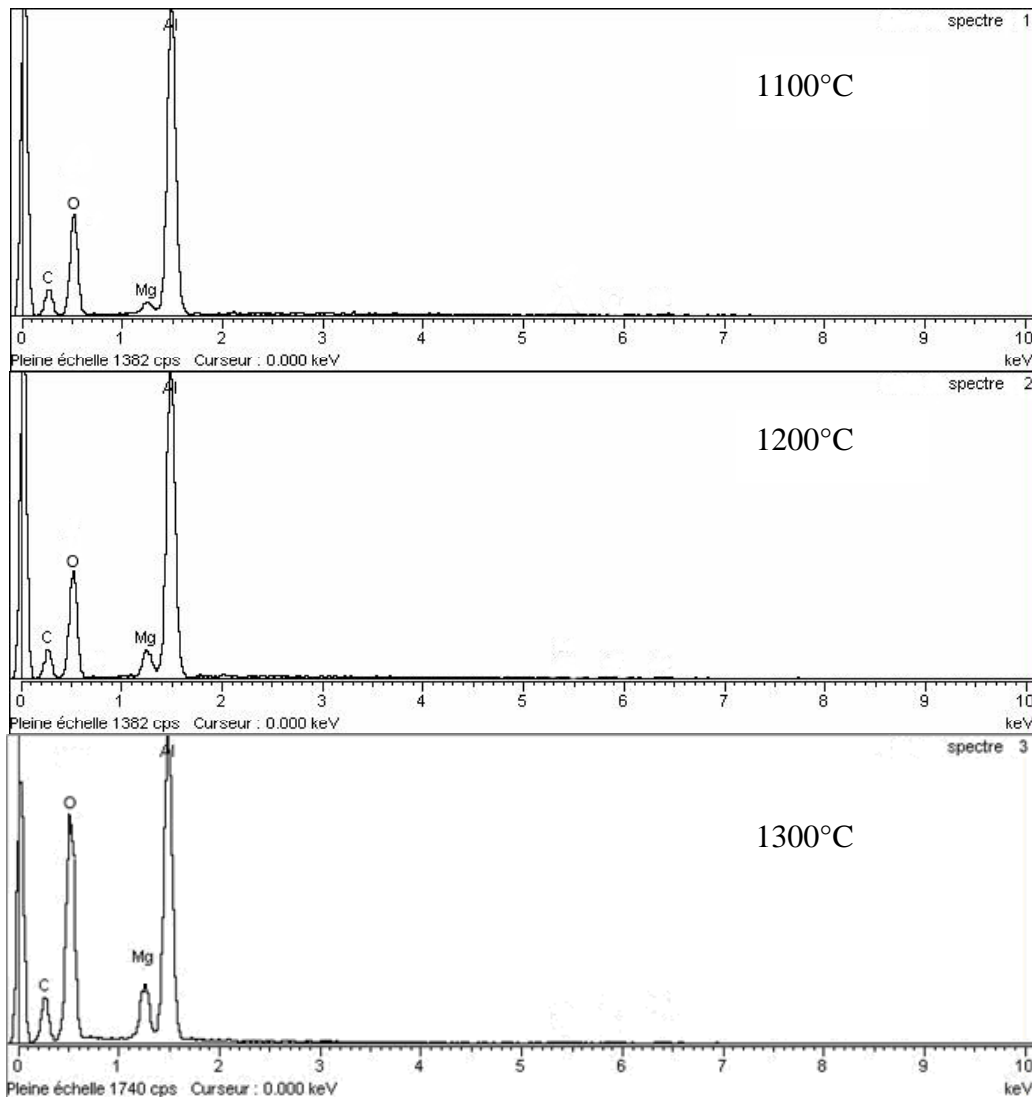 spectre 1
Al
1100°C
O
C
Mg
0 1 2 3 4 5 6 7 8 9 10
Pleine échelle 1382 cps Curseur : 0.000 keV keV
spectre 2
Al
1200°C
O
C
Mg
0 1 2 3 4 5 6 7 8 9 10
Pleine échelle 1382 cps Curseur : 0.000 keV keV
spectre 3
Al
O
1300°C
Mg
C
0 1 2 3 4 5 6 7 8 9 10
Pleine échelle 1740 cps Curseur : 0.000 keV keV